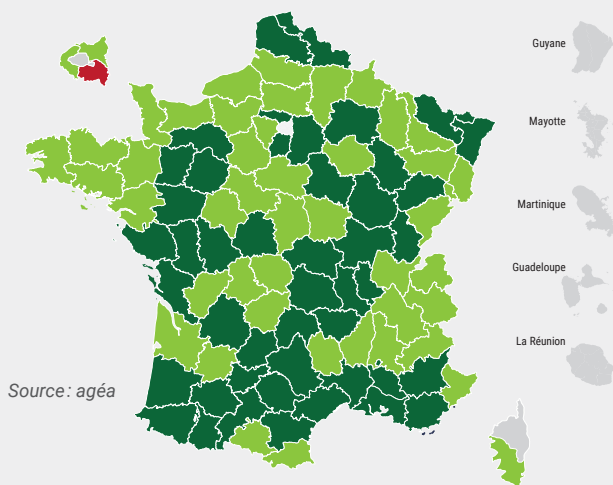 Guyane
Mayotte
Martinique
Guadeloupe
La Réunion
Source : agéa